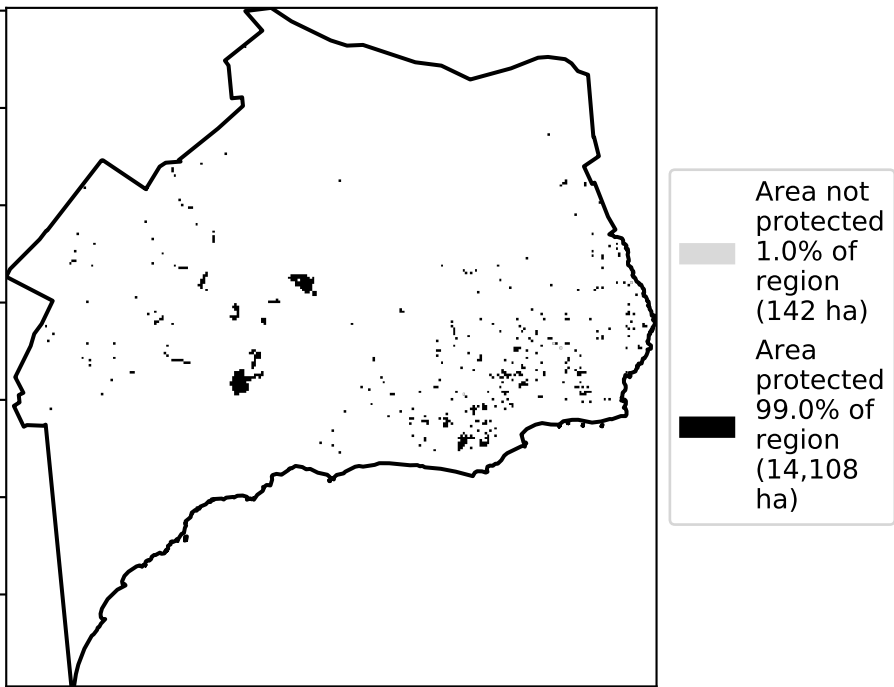 Area not
protected
1.0% of
region
(142 ha)
Area
protected
99.0% of
region
(14,108
ha)